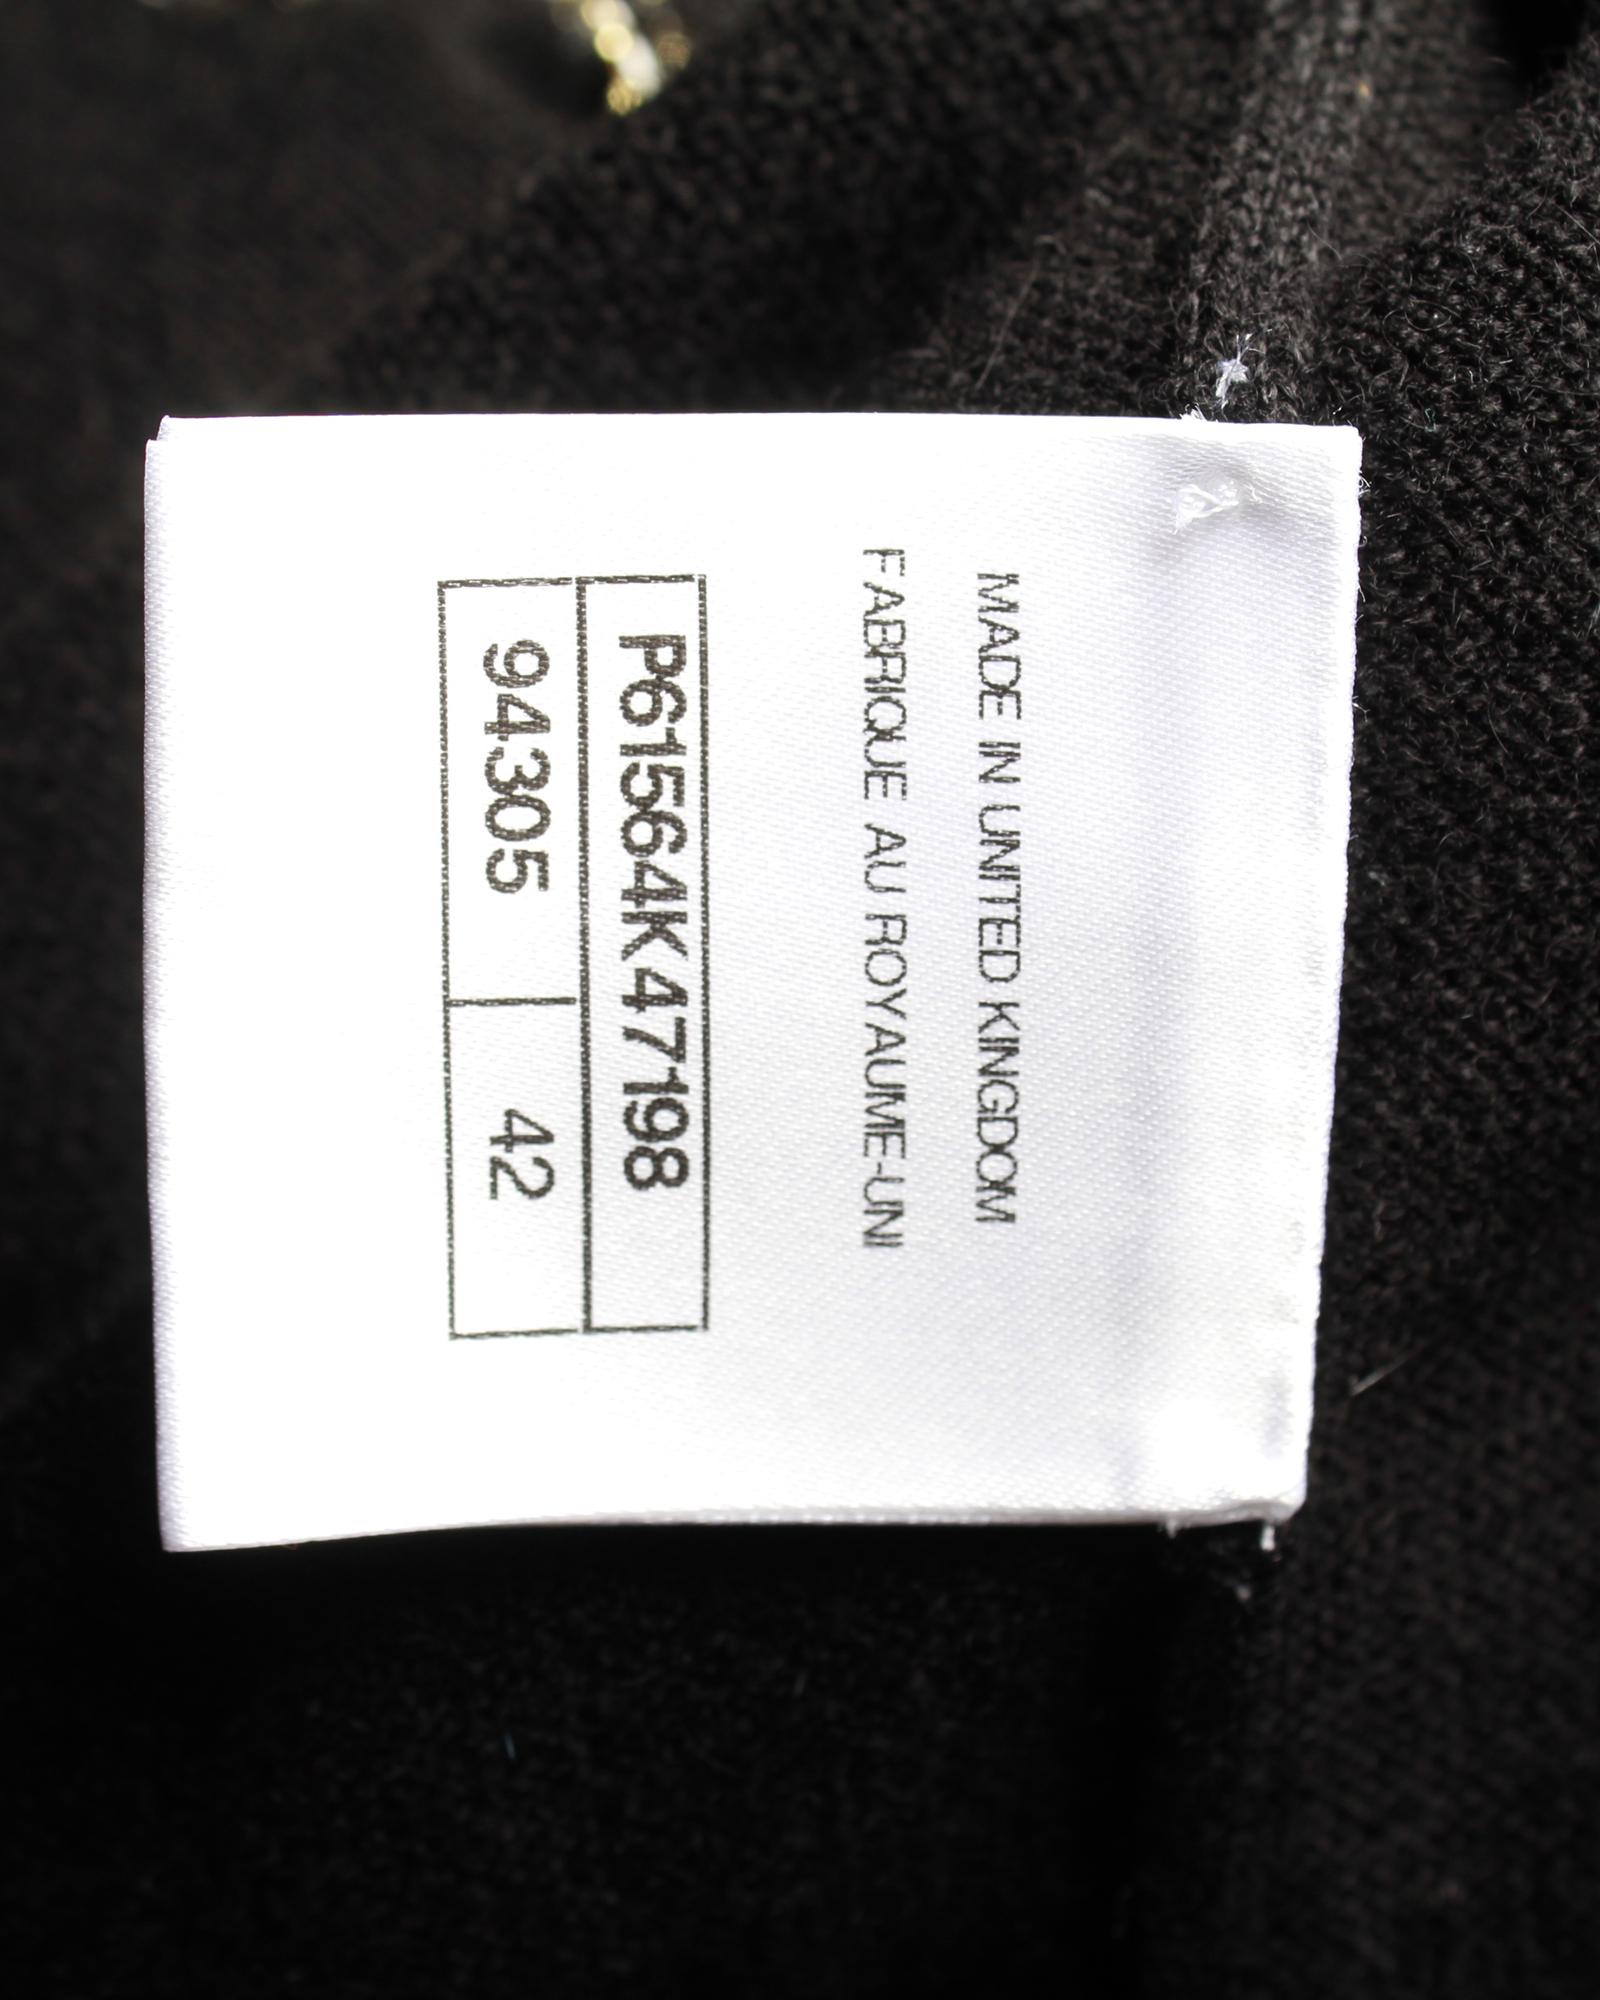 MADE IN UNITED KINGDOM
FABRIQUE AU ROYAUME-UNI
P61564K47198
94305 42